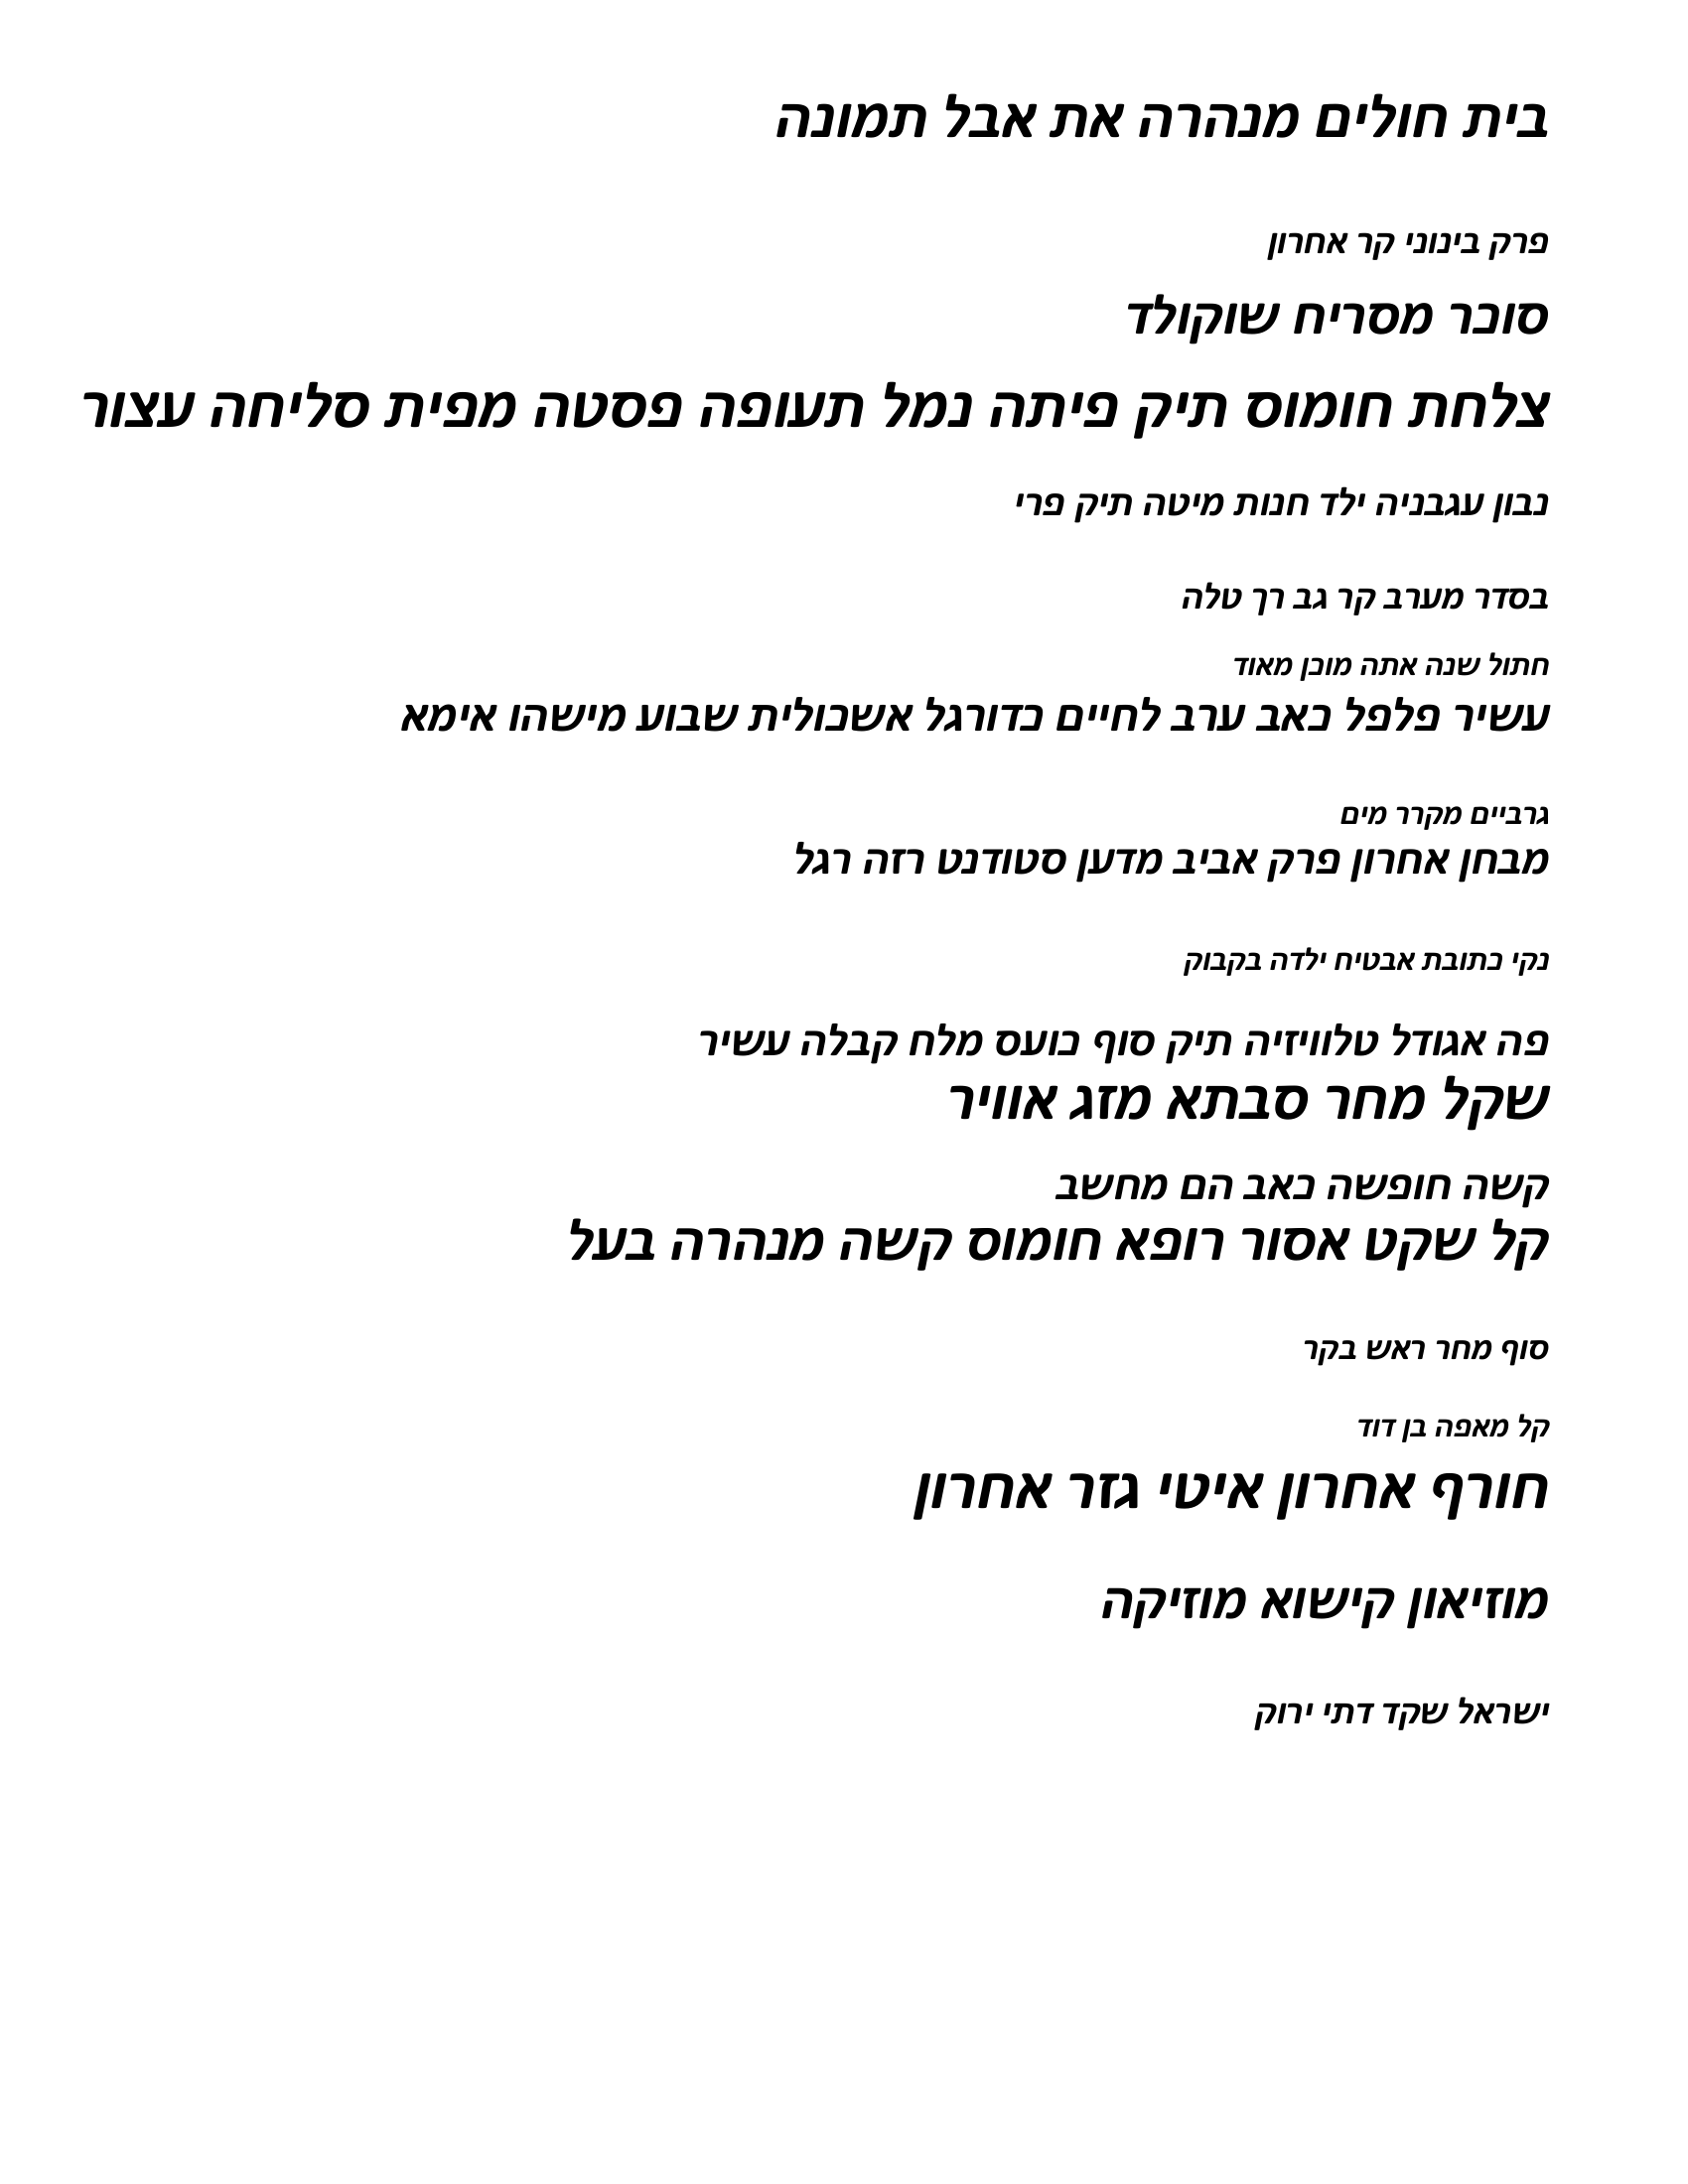 בית חולים מנהרה את אבל תמונה
פרק בינוני קר אחרון
סוכר מסריח שוקולד
צלחת חומוס תיק פיתה נמל תעופה פסטה מפית סליחה עצור
נבון עגבניה ילד חנות מיטה תיק פרי
בסדר מערב קר גב רך טלה
חתול שנה אתה מוכן מאוד
עשיר פלפל כאב ערב לחיים כדורגל אשכולית שבוע מישהו אימא
גרביים מקרר מים
מבחן אחרון פרק אביב מדען סטודנט רזה רגל
נקי כתובת אבטיח ילדה בקבוק
פה אגודל טלוויזיה תיק סוף כועס מלח קבלה עשיר
שקל מחר סבתא מזג אוויר
קשה חופשה כאב הם מחשב
קל שקט אסור רופא חומוס קשה מנהרה בעל
סוף מחר ראש בקר
קל מאפה בן דוד
חורף אחרון איטי גזר אחרון
מוזיאון קישוא מוזיקה
ישראל שקד דתי ירוק